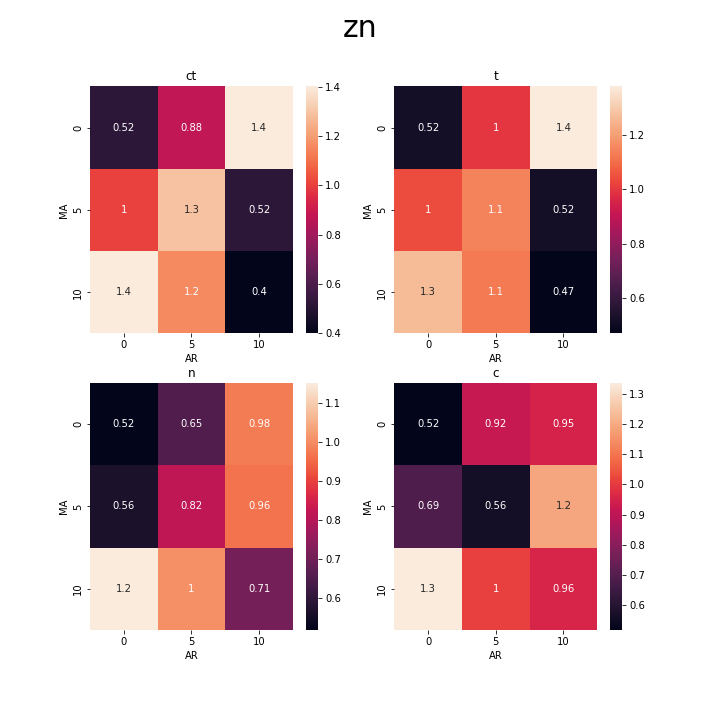 zn
ct
0 0.52 0.88 1.4
MA 5 1 1.3 0.52
10 1.4 1.2 0.4
0 5 10
AR
1.4
1.2
1.0
0.8
0.6
0.4
t
0 0.52 1 1.4
MA 5 1 1.1 0.52
10 1.3 1.1 0.47
0 5 10
AR
1.2
1.0
0.8
0.6
n
0 0.52 0.65 0.98
MA 5 0.56 0.82 0.96
10 1.2 1 0.71
0 5 10
AR
1.1
1.0
0.9
0.8
0.7
0.6
c
0 0.52 0.92 0.95
MA 5 0.69 0.56 1.2
10 1.3 1 0.96
0 5 10
AR
1.3
1.2
1.1
1.0
0.9
0.8
0.7
0.6